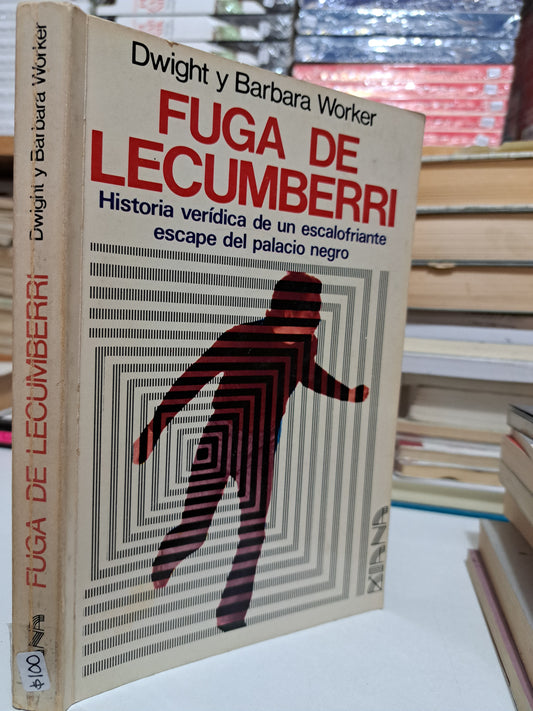 Dwight y Barbara Worker
FUGA DE
LECUMBERRI
Historia verídica de un escalofriante
escape del palacio negro
DIANA
FUGA DE LECUMBERRI Dwight y Barbara Worker
$100